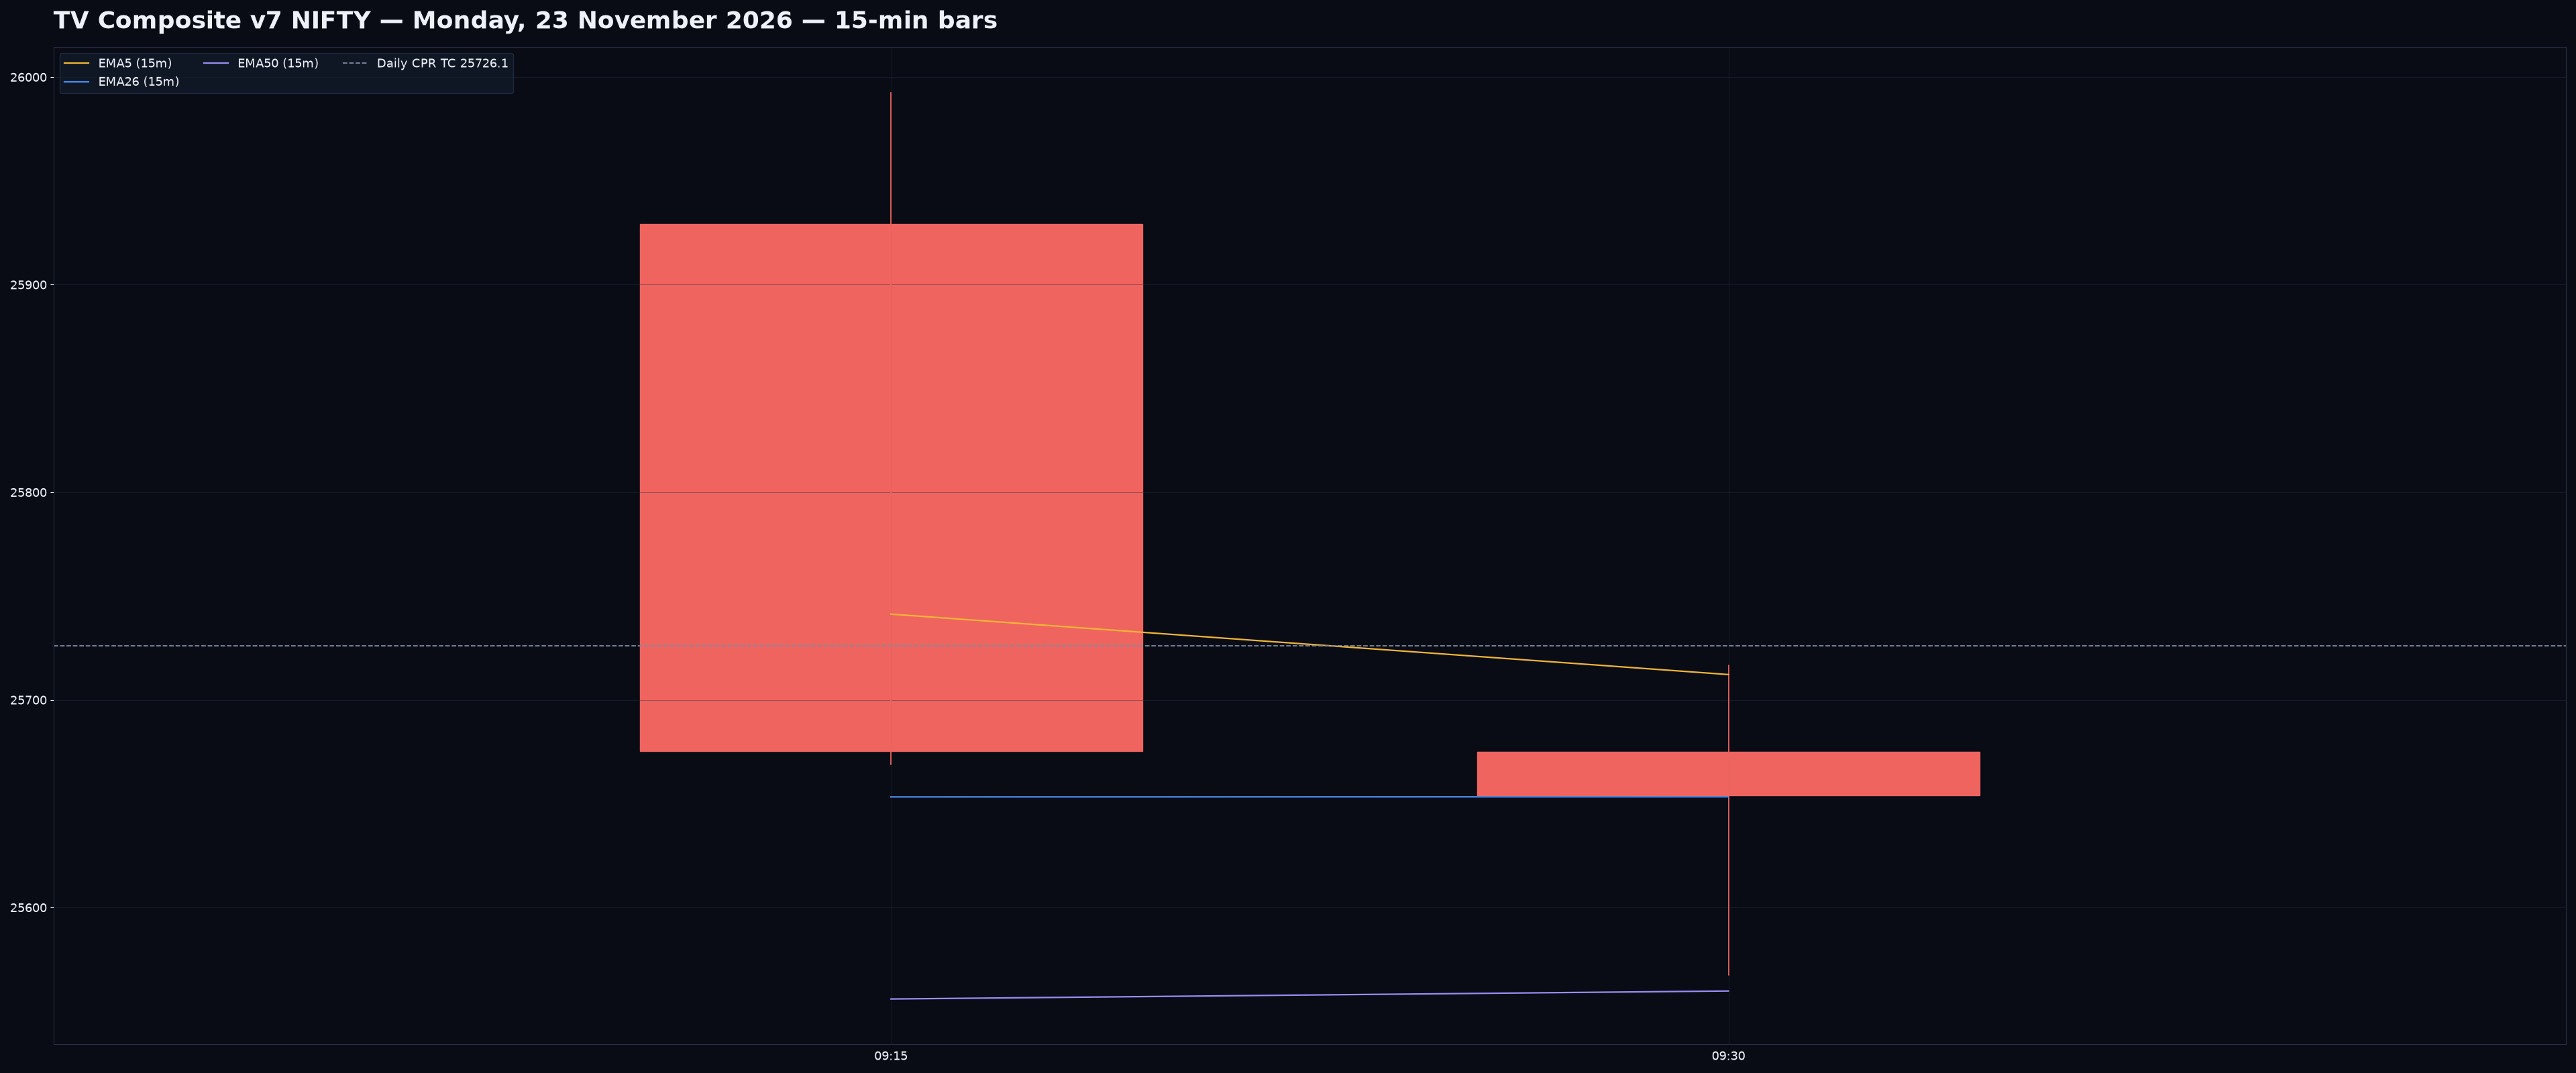 TV Composite v7 NIFTY — Monday, 23 November 2026 — 15-min bars
EMA5 (15m) EMA50 (15m) Daily CPR TC 25726.1
EMA26 (15m)
26000
25900
25800
25700
25600
09:15 09:30